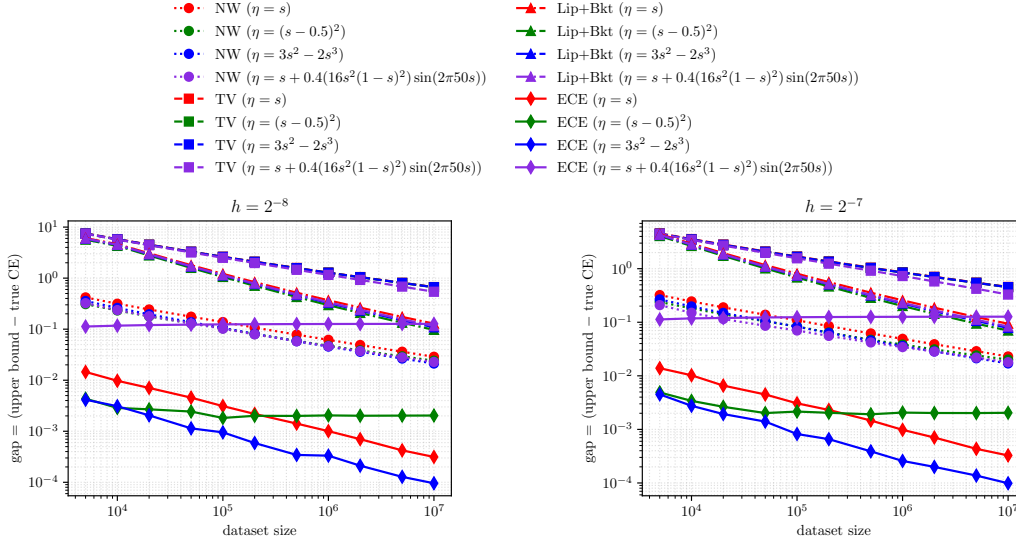 NW (η = s)
NW (η = (s − 0.5)²)
NW (η = 3s² − 2s³)
NW (η = s + 0.4(16s²(1 − s)²) sin(2π50s))
TV (η = s)
TV (η = (s − 0.5)²)
TV (η = 3s² − 2s³)
TV (η = s + 0.4(16s²(1 − s)²) sin(2π50s))
Lip+Bkt (η = s)
Lip+Bkt (η = (s − 0.5)²)
Lip+Bkt (η = 3s² − 2s³)
Lip+Bkt (η = s + 0.4(16s²(1 − s)²) sin(2π50s))
ECE (η = s)
ECE (η = (s − 0.5)²)
ECE (η = 3s² − 2s³)
ECE (η = s + 0.4(16s²(1 − s)²) sin(2π50s))
h = 2⁻⁸
gap = (upper bound − true CE)
10¹
10⁰
10⁻¹
10⁻²
10⁻³
10⁻⁴
10⁴ 10⁵ 10⁶ 10⁷
dataset size
h = 2⁻⁷
gap = (upper bound − true CE)
10⁰
10⁻¹
10⁻²
10⁻³
10⁻⁴
10⁴ 10⁵ 10⁶ 10⁷
dataset size